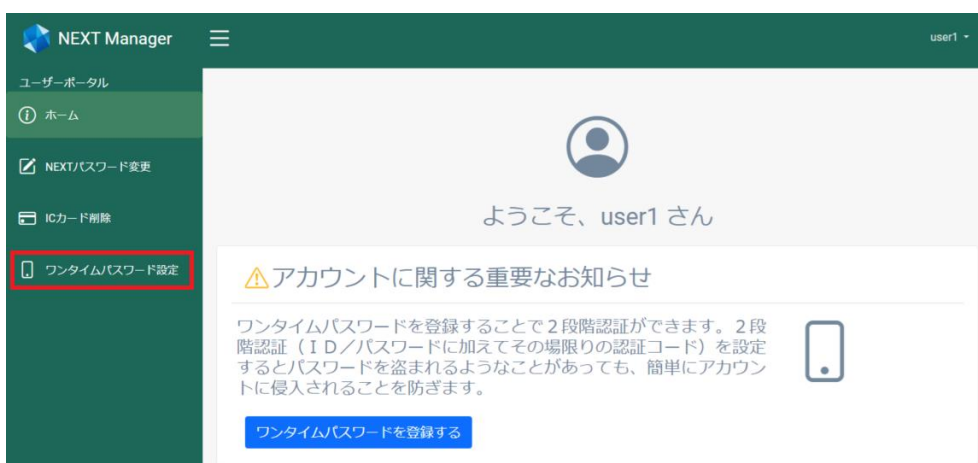 NEXT Manager
user1
ユーザーポータル
ホーム
NEXTパスワード変更
ICカード削除
ワンタイムパスワード設定
ようこそ、user1 さん
アカウントに関する重要なお知らせ
ワンタイムパスワードを登録することで２段階認証ができます。２段
階認証（ＩＤ／パスワードに加えてその場限りの認証コード）を設定
するとパスワードを盗まれるようなことがあっても、簡単にアカウン
トに侵入されることを防ぎます。
ワンタイムパスワードを登録する